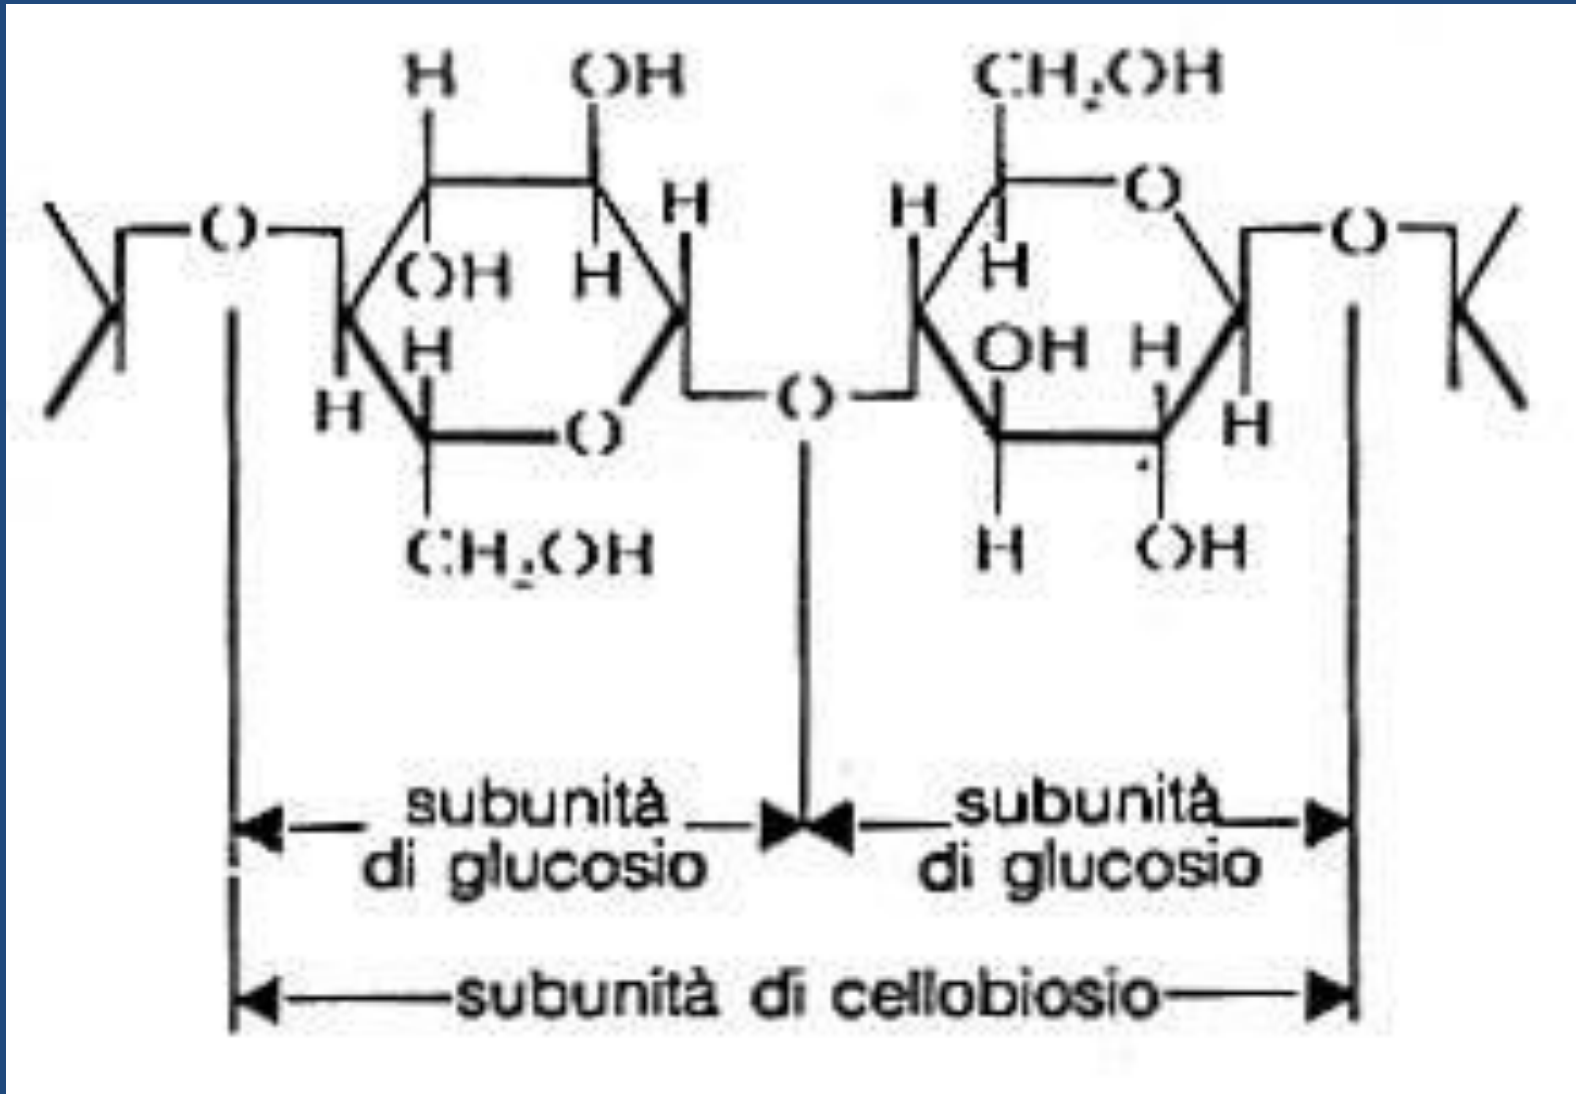 H OH CH₂OH
H H O
O O
OH H H
H OH H
H O O H
CH₂OH H OH
subunità subunità
di glucosio di glucosio
subunità di cellobiosio